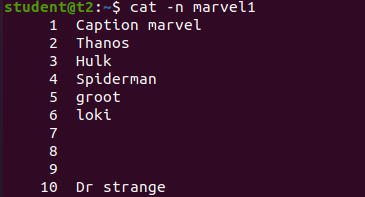 student@t2:~$ cat -n marvel1
     1  Caption marvel
     2  Thanos
     3  Hulk
     4  Spiderman
     5  groot
     6  loki
     7
     8
     9
    10  Dr strange